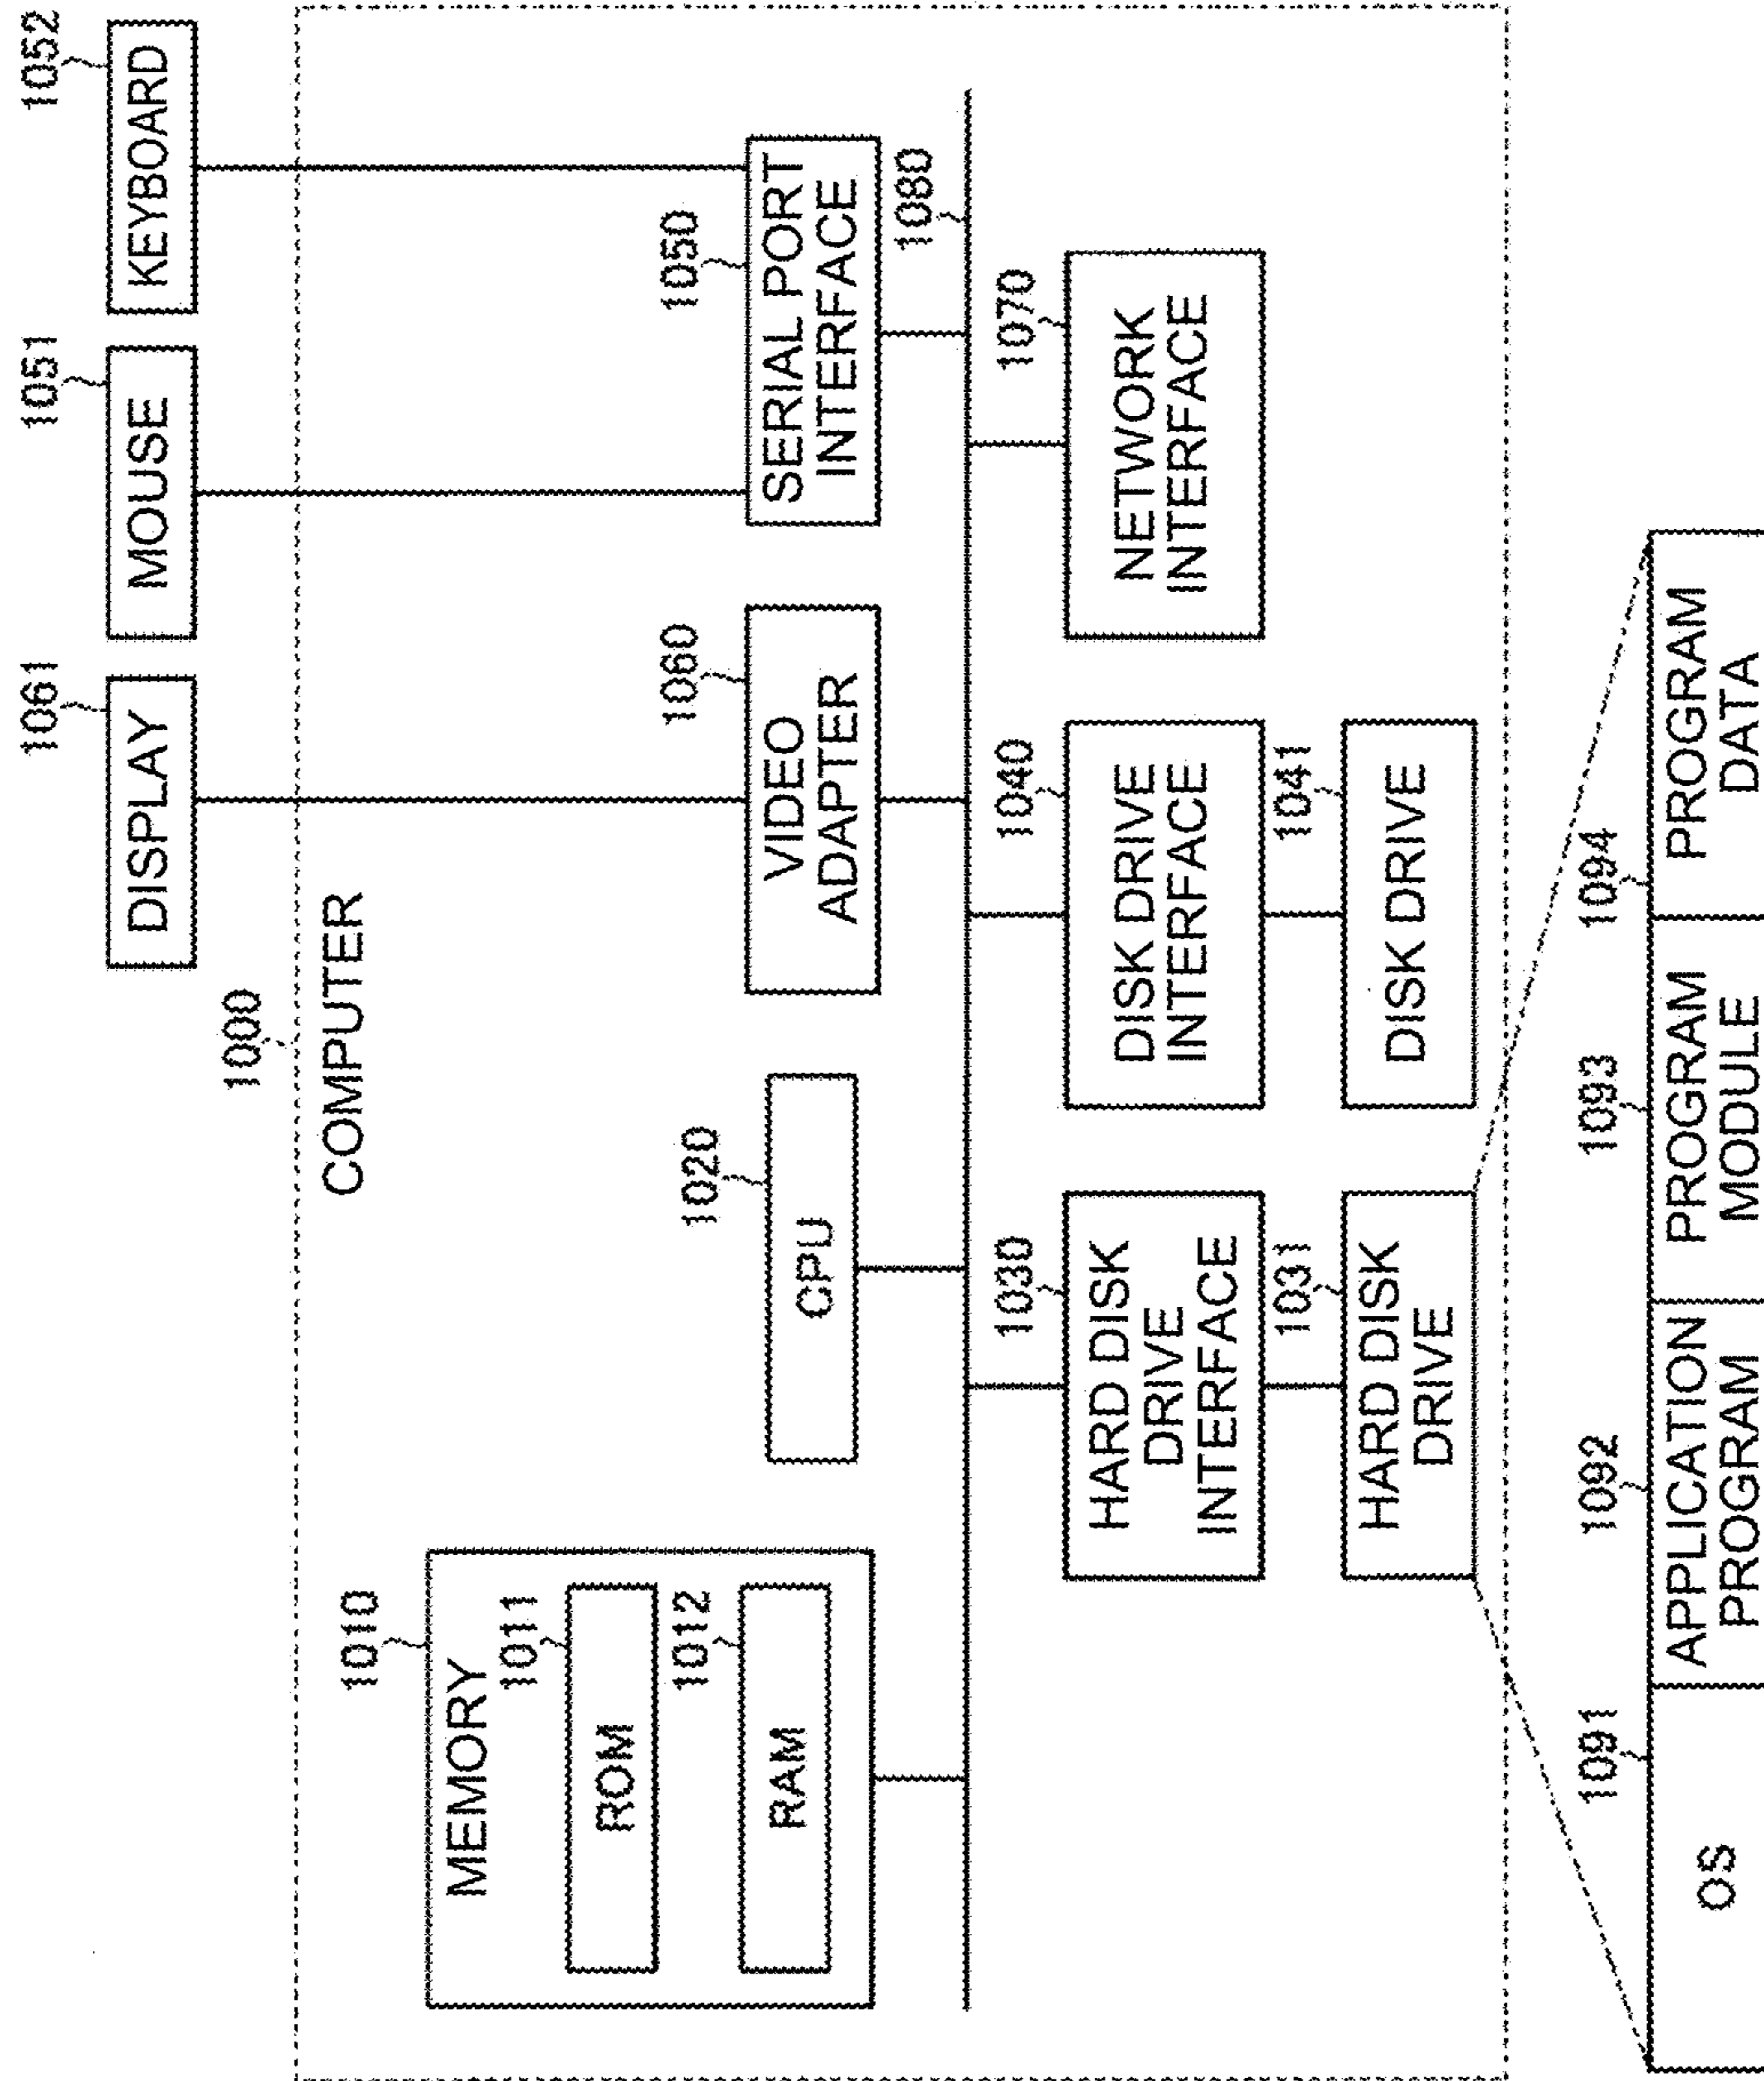 1061
1051
1052
DISPLAY
MOUSE
KEYBOARD
1000
COMPUTER
1010
MEMORY
1011
ROM
1012
RAM
1020
CPU
1060
VIDEO
ADAPTER
1050
SERIAL PORT
INTERFACE
1080
1030
HARD DISK
DRIVE
INTERFACE
1040
DISK DRIVE
INTERFACE
1070
NETWORK
INTERFACE
1031
HARD DISK
DRIVE
1041
DISK DRIVE
1091
OS
1092
APPLICATION
PROGRAM
1093
PROGRAM
MODULE
1094
PROGRAM
DATA